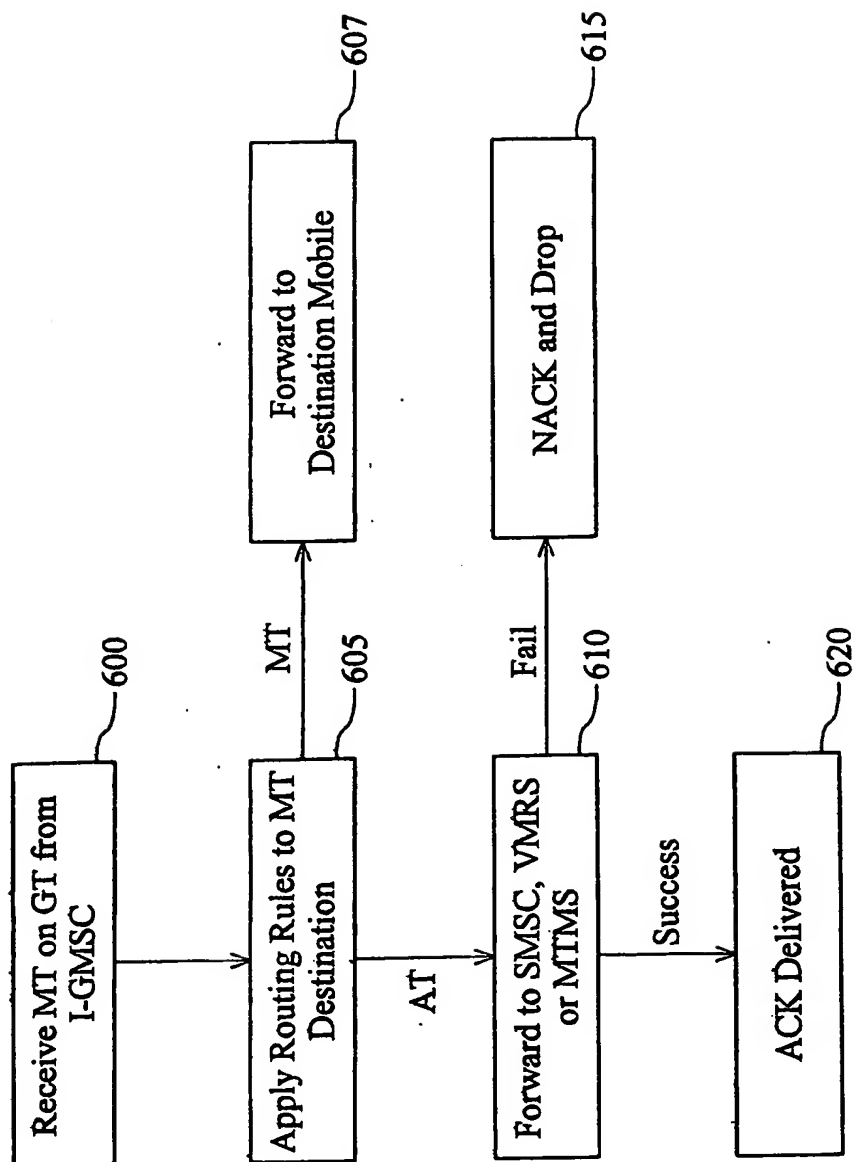 Receive MT on GT from
I-GMSC
600
Apply Routing Rules to MT
Destination
605
MT
Forward to
Destination Mobile
607
AT
Forward to SMSC, VMRS
or MTMS
610
Fail
NACK and Drop
615
Success
ACK Delivered
620